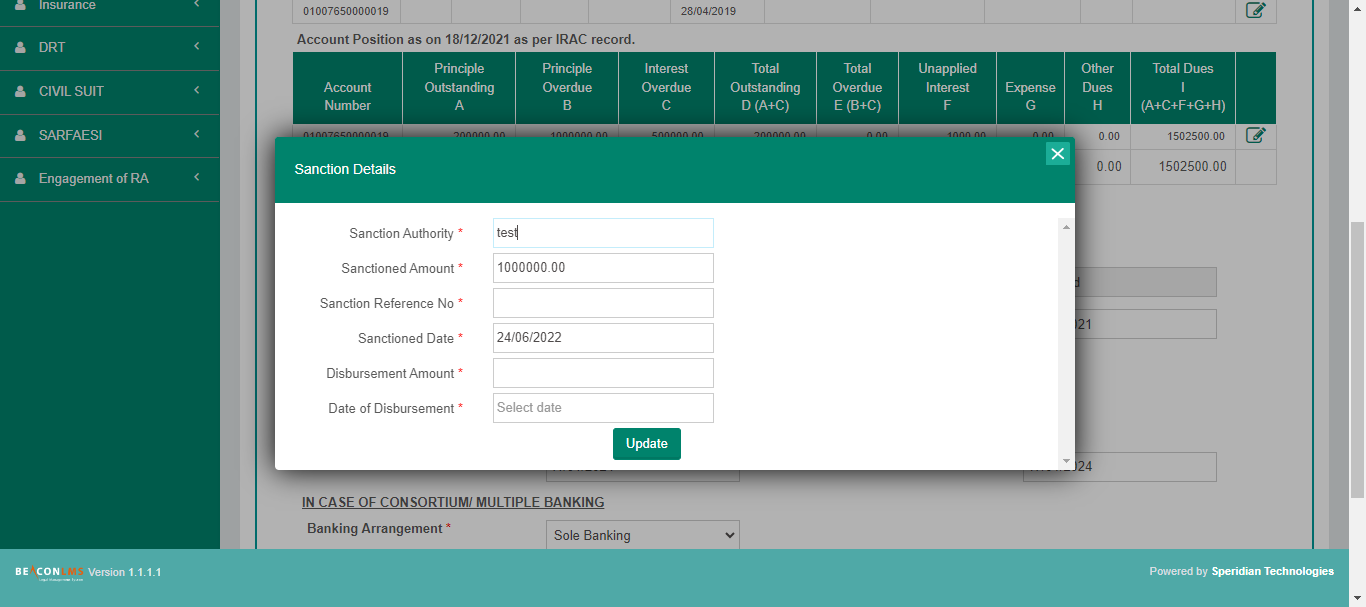 Insurance
DRT
CIVIL SUIT
SARFAESI
Engagement of RA
01007650000019 28/04/2019
Account Position as on 18/12/2021 as per IRAC record.
Account Number
Principle Outstanding A
Principle Overdue B
Interest Overdue C
Total Outstanding D (A+C)
Total Overdue E (B+C)
Unapplied Interest F
Expense G
Other Dues H
Total Dues I (A+C+F+G+H)
01007650000019 200000.00 1000000.00 500000.00 200000.00 0.00 1000.00 0.00 0.00 1502500.00
0.00 1502500.00
Sanction Details
Sanction Authority * test
Sanctioned Amount * 1000000.00
Sanction Reference No *
Sanctioned Date * 24/06/2022
Disbursement Amount *
Date of Disbursement * Select date
Update
IN CASE OF CONSORTIUM/ MULTIPLE BANKING
Banking Arrangement * Sole Banking
BEACONLMS Version 1.1.1.1
Powered by Speridian Technologies